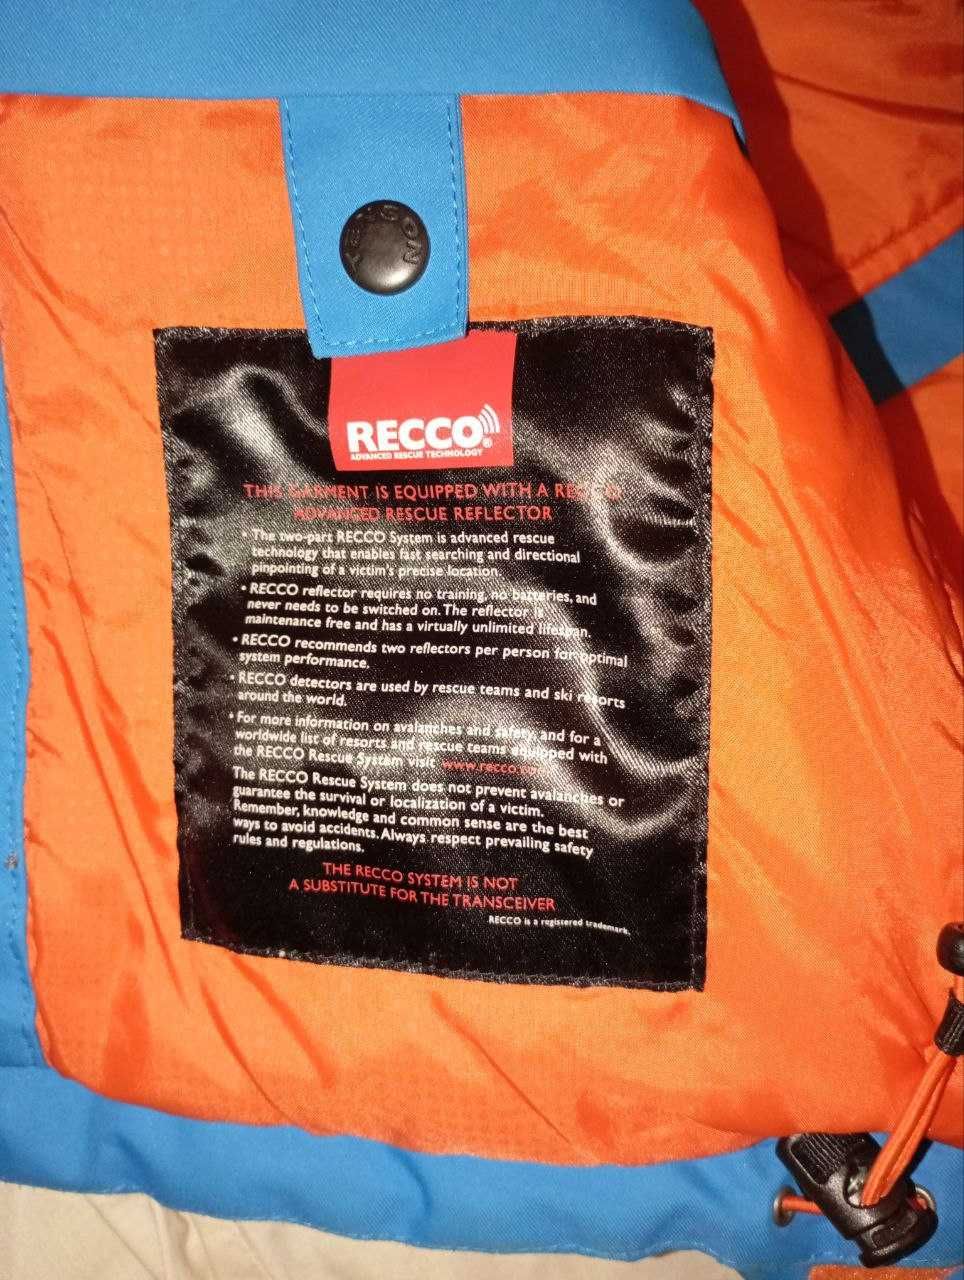 RECCO®
ADVANCED RESCUE TECHNOLOGY
THIS GARMENT IS EQUIPPED WITH A RECCO
ADVANCED RESCUE REFLECTOR
• The two-part RECCO System is advanced rescue
technology that enables fast searching and directional
pinpointing of a victim's precise location.
• RECCO reflector requires no training, no batteries, and
never needs to be switched on. The reflector is
maintenance free and has a virtually unlimited lifespan.
• RECCO recommends two reflectors per person for optimal
system performance.
• RECCO detectors are used by rescue teams and ski resorts
around the world.
• For more information on avalanches and safety, and for a
worldwide list of resorts and rescue teams equipped with
the RECCO Rescue System visit www.recco.com
The RECCO Rescue System does not prevent avalanches or
guarantee the survival or localization of a victim.
Remember, knowledge and common sense are the best
ways to avoid accidents. Always respect prevailing safety
rules and regulations.
THE RECCO SYSTEM IS NOT
A SUBSTITUTE FOR THE TRANSCEIVER
RECCO is a registered trademark.